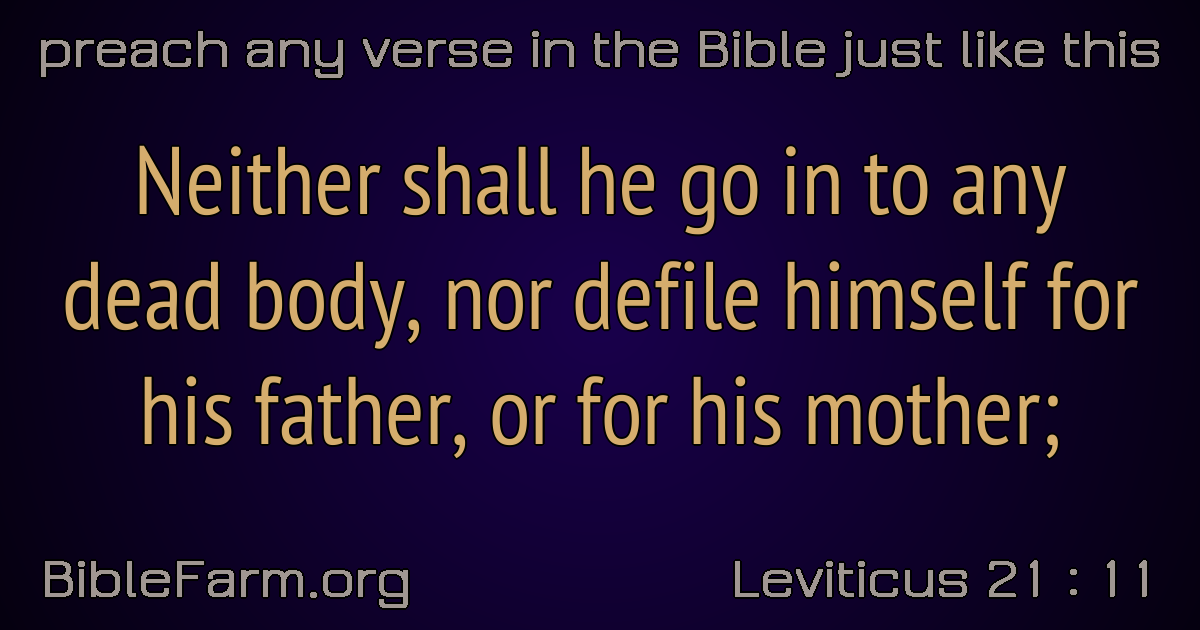 preach any verse in the Bible just like this
Neither shall he go in to any
dead body, nor defile himself for
his father, or for his mother;
BibleFarm.org
Leviticus 21 : 11